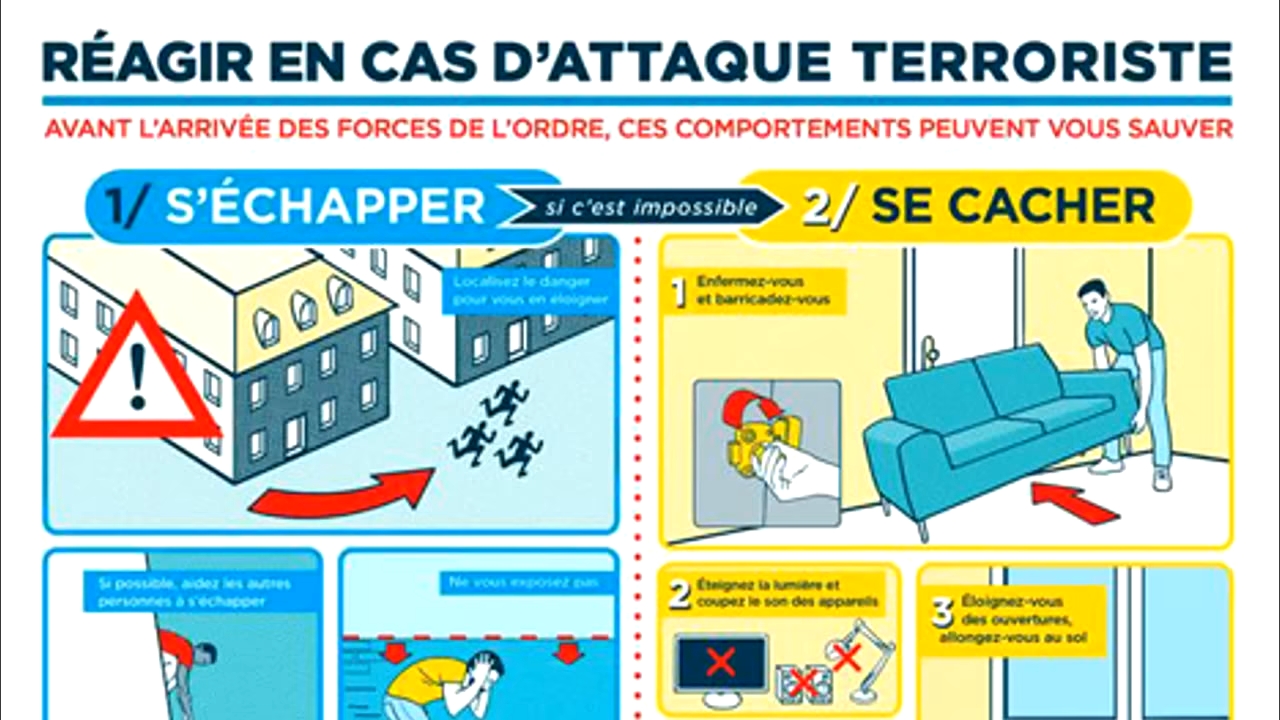 RÉAGIR EN CAS D'ATTAQUE TERRORISTE
AVANT L'ARRIVÉE DES FORCES DE L'ORDRE, CES COMPORTEMENTS PEUVENT VOUS SAUVER
1/ S'ÉCHAPPER
si c'est impossible
2/ SE CACHER
Localisez le danger
pour vous en éloigner
1 Enfermez-vous
et barricadez-vous
Si possible, aidez les autres
personnes à s'échapper
Ne vous exposez pas
2 Éteignez la lumière et
coupez le son des appareils
3 Éloignez-vous
des ouvertures,
allongez-vous au sol